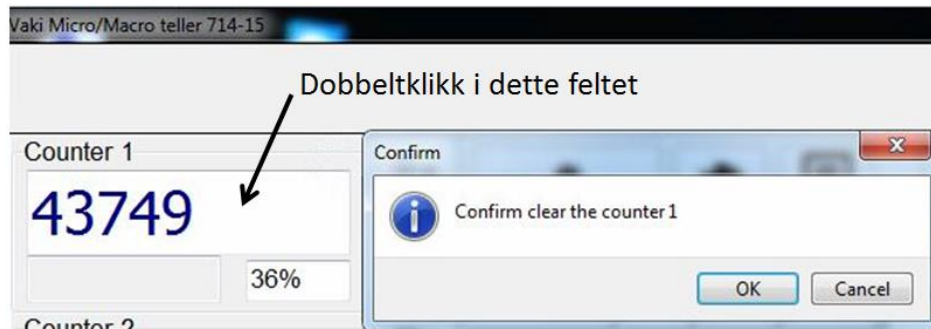 Vaki Micro/Macro teller 714-15
Dobbeltklikk i dette feltet
Counter 1
43749
36%
Confirm
Confirm clear the counter 1
OK
Cancel
Counter 2